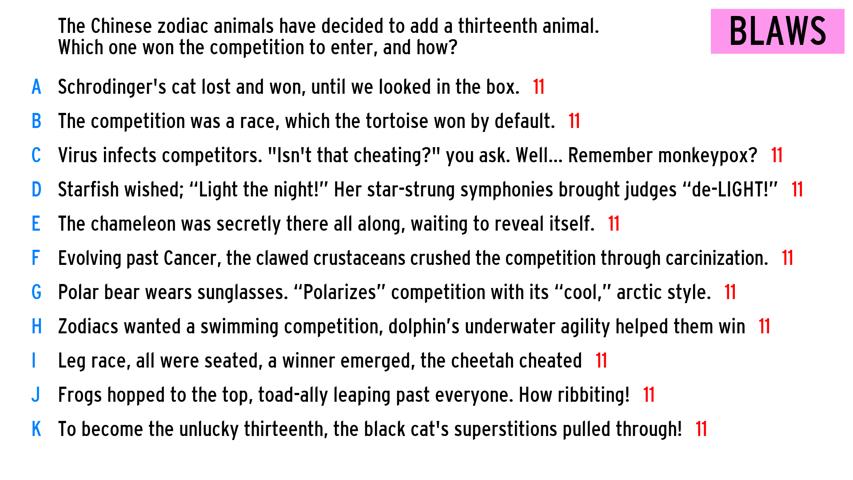 The Chinese zodiac animals have decided to add a thirteenth animal.
Which one won the competition to enter, and how?
BLAWS
A Schrodinger's cat lost and won, until we looked in the box. 11
B The competition was a race, which the tortoise won by default. 11
C Virus infects competitors. "Isn't that cheating?" you ask. Well... Remember monkeypox? 11
D Starfish wished; “Light the night!” Her star-strung symphonies brought judges “de-LIGHT!” 11
E The chameleon was secretly there all along, waiting to reveal itself. 11
F Evolving past Cancer, the clawed crustaceans crushed the competition through carcinization. 11
G Polar bear wears sunglasses. “Polarizes” competition with its “cool,” arctic style. 11
H Zodiacs wanted a swimming competition, dolphin’s underwater agility helped them win 11
I Leg race, all were seated, a winner emerged, the cheetah cheated 11
J Frogs hopped to the top, toad-ally leaping past everyone. How ribbiting! 11
K To become the unlucky thirteenth, the black cat's superstitions pulled through! 11